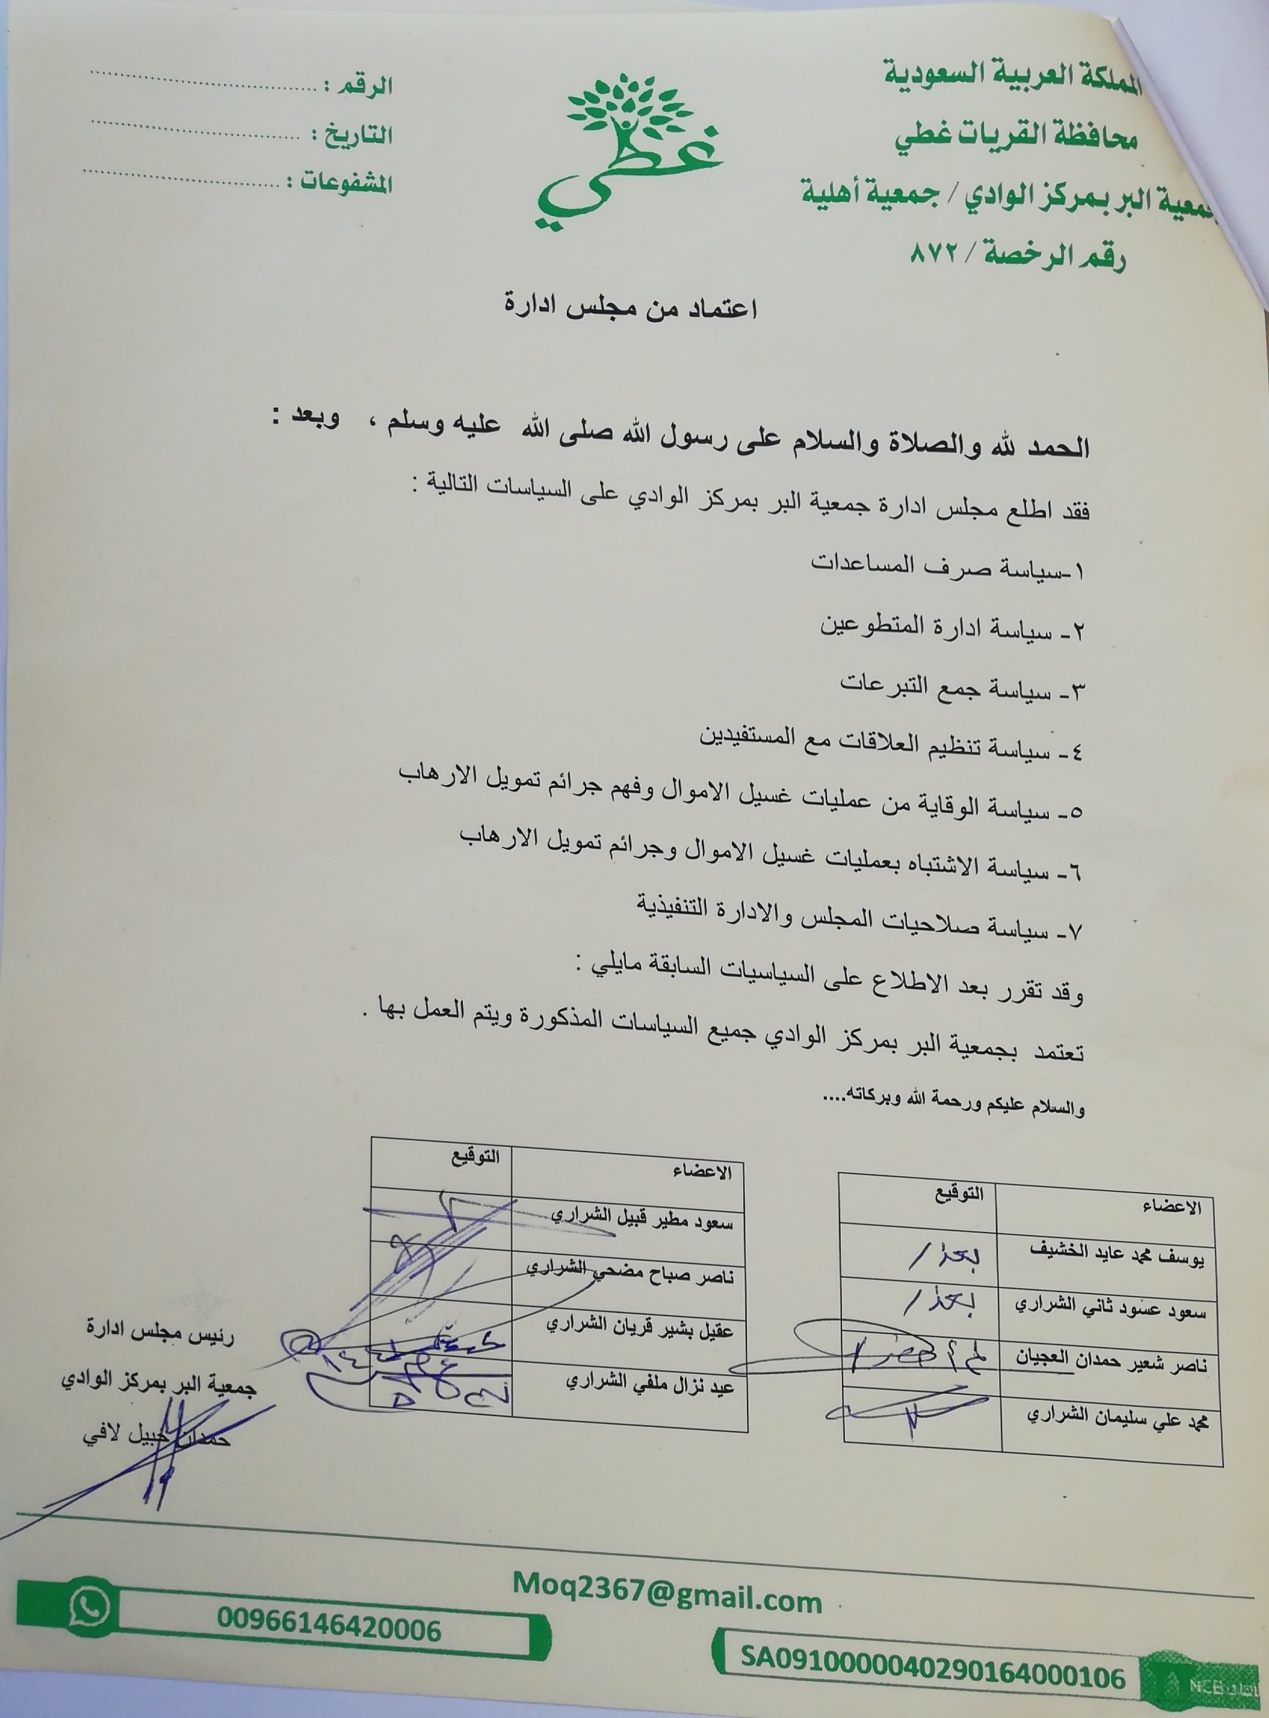 المملكة العربية السعودية
محافظة القريات غطي
جمعية البر بمركز الوادي / جمعية أهلية
رقم الرخصة / ٨٧٢
غطي
الرقم :
التاريخ :
المشفوعات :
اعتماد من مجلس ادارة
الحمد لله والصلاة والسلام على رسول الله صلى الله عليه وسلم ، وبعد :
فقد اطلع مجلس ادارة جمعية البر بمركز الوادي على السياسات التالية :
١-سياسة صرف المساعدات
٢- سياسة ادارة المتطوعين
٣- سياسة جمع التبرعات
٤- سياسة تنظيم العلاقات مع المستفيدين
٥- سياسة الوقاية من عمليات غسيل الاموال وفهم جرائم تمويل الارهاب
٦- سياسة الاشتباه بعمليات غسيل الاموال وجرائم تمويل الارهاب
٧- سياسة صلاحيات المجلس والادارة التنفيذية
وقد تقرر بعد الاطلاع على السياسيات السابقة مايلي :
تعتمد بجمعية البر بمركز الوادي جميع السياسات المذكورة ويتم العمل بها .
والسلام عليكم ورحمة الله وبركاته....
الاعضاء التوقيع
يوسف محمد عايد الخشيف
سعود عسود ثاني الشراري
ناصر شعير حمدان العجيان لم أحضر
محمد علي سليمان الشراري
الاعضاء التوقيع
سعود مطير قبيل الشراري
ناصر صباح مضحي الشراري
عقيل بشير قريان الشراري
عيد نزال ملفي الشراري
رئيس مجلس ادارة
جمعية البر بمركز الوادي
حمدان خبيل لافي
Moq2367@gmail.com
00966146420006
SA0910000040290164000106
NCB الأهلي